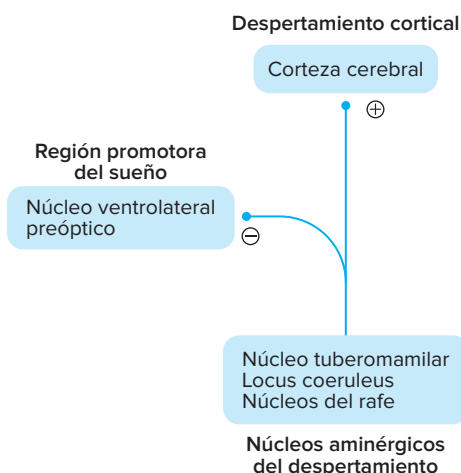 Despertamiento cortical
Corteza cerebral
⊕
Región promotora
del sueño
Núcleo ventrolateral
preóptico
⊖
Núcleo tuberomamilar
Locus coeruleus
Núcleos del rafe
Núcleos aminérgicos
del despertamiento